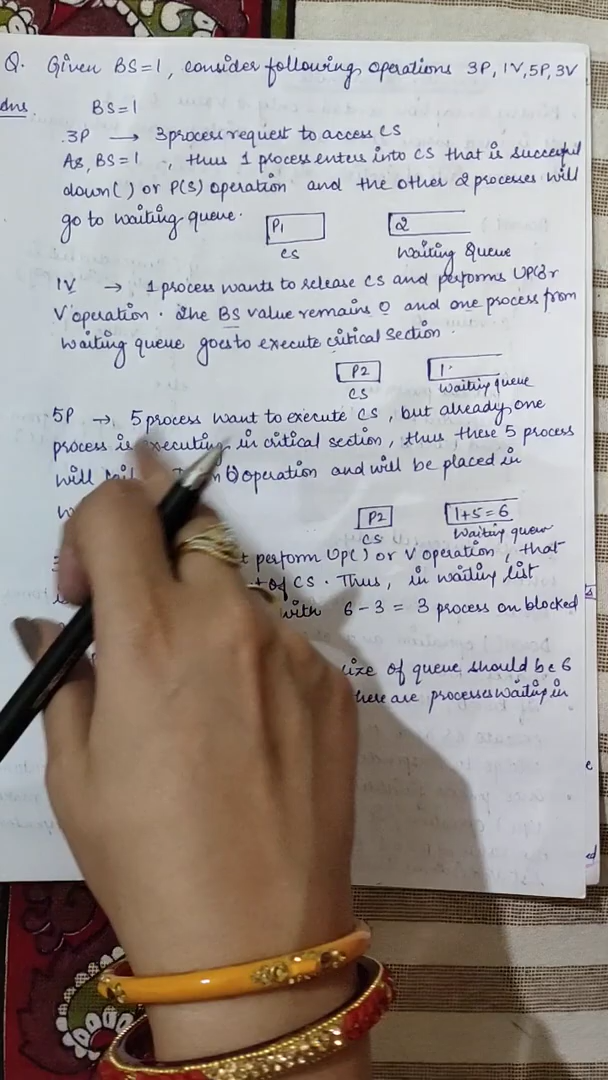 Q. Given BS=1, consider following operations 3P, 1V, 5P, 3V
Ans. BS=1
3P → 3 process request to access CS
As, BS=1, thus 1 process enters into CS that is successful
down() or P(S) operation and the other 2 processes will
go to waiting queue.
P1 2
CS Waiting Queue
1V → 1 process wants to release CS and performs UP() or
V operation. The BS value remains 0 and one process from
waiting queue goes to execute critical section.
P2 1
CS Waiting queue
5P → 5 process want to execute CS, but already one
process is executing in critical section, thus these 5 process
will operation and will be placed in
P2 1+5=6
CS Waiting queue
perform Up() or V operation, that
of CS. Thus, in waiting list
with 6-3 = 3 process on blocked
size of queue should be 6
there are processes waiting in